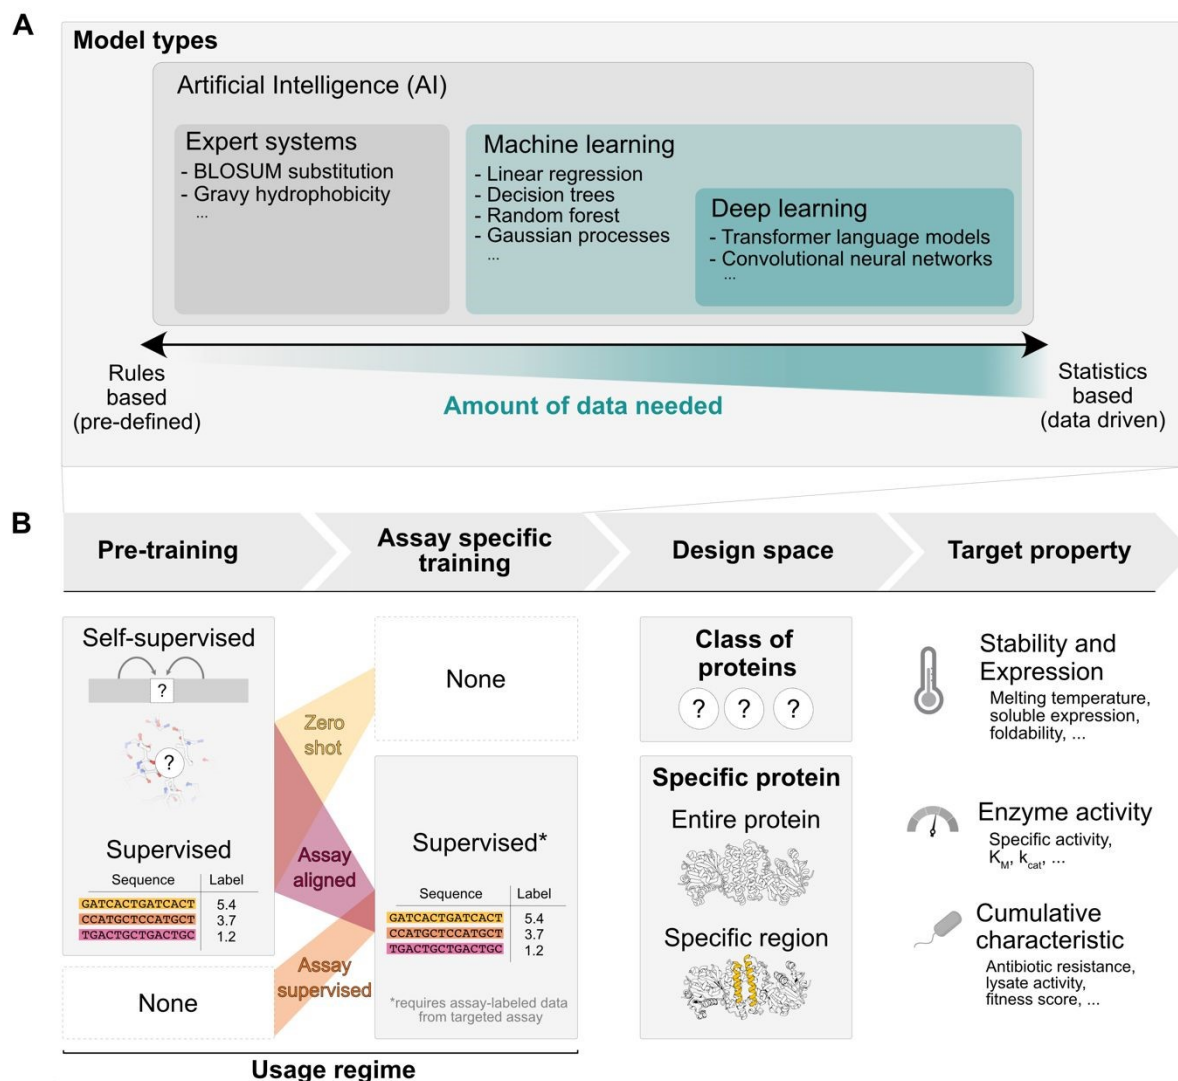 A
Model types
Artificial Intelligence (AI)
Expert systems
- BLOSUM substitution
- Gravy hydrophobicity
...
Machine learning
- Linear regression
- Decision trees
- Random forest
- Gaussian processes
...
Deep learning
- Transformer language models
- Convolutional neural networks
...
Rules
based
(pre-defined)
Amount of data needed
Statistics
based
(data driven)
B
Pre-training
Assay specific
training
Design space
Target property
Self-supervised
?
?
Supervised
Sequence Label
GATCACTGATCACT 5.4
CCATGCTCCATGCT 3.7
TGACTGCTGACTGC 1.2
None
Zero
shot
Assay
aligned
Assay
supervised
None
Supervised*
Sequence Label
GATCACTGATCACT 5.4
CCATGCTCCATGCT 3.7
TGACTGCTGACTGC 1.2
*requires assay-labeled data
from targeted assay
Usage regime
Class of
proteins
? ? ?
Specific protein
Entire protein
Specific region
Stability and
Expression
Melting temperature,
soluble expression,
foldability, ...
Enzyme activity
Specific activity,
KM, kcat, ...
Cumulative
characteristic
Antibiotic resistance,
lysate activity,
fitness score, ...